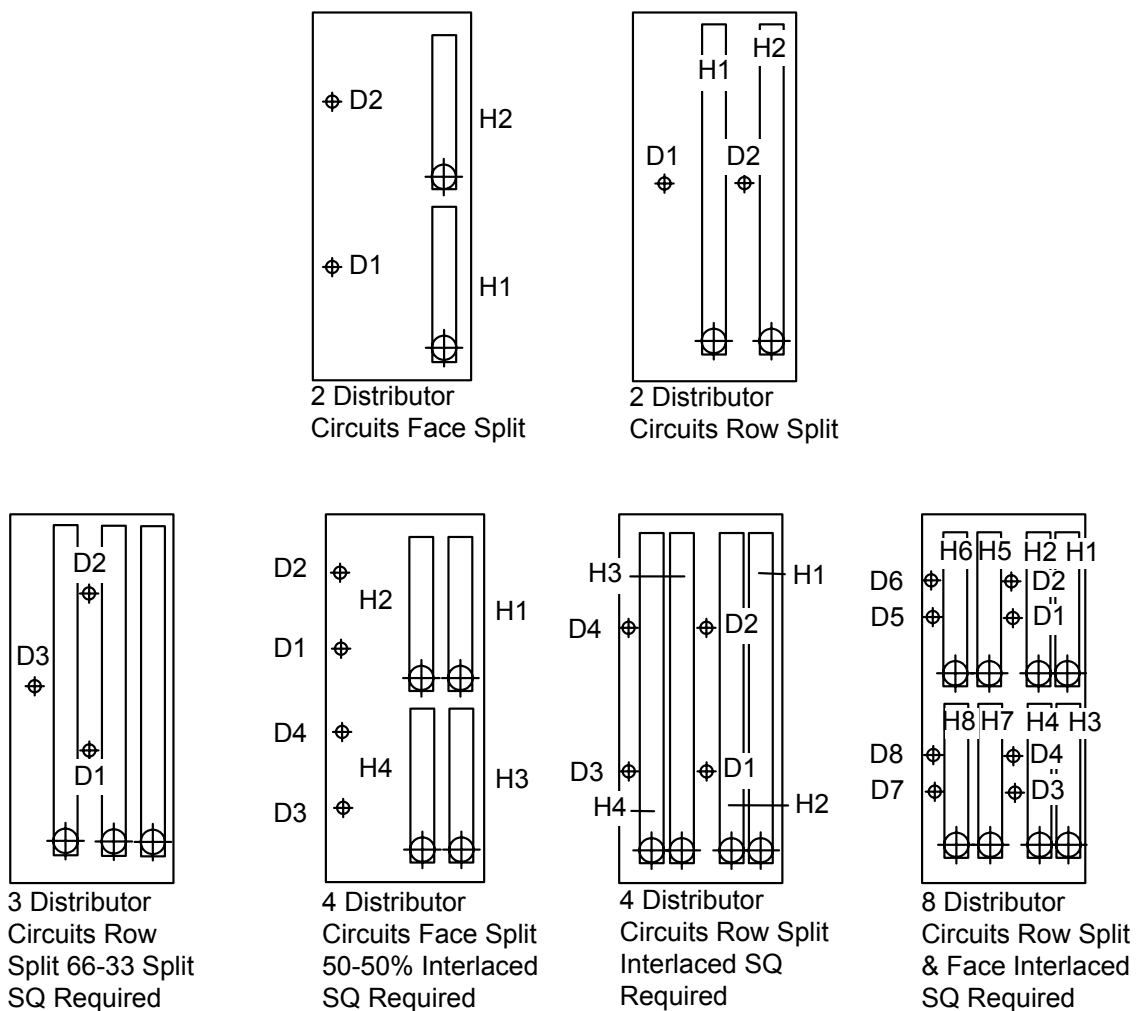 D2
H2
D1
H1
2 Distributor
Circuits Face Split
H1
H2
D1
D2
2 Distributor
Circuits Row Split
D2
D3
D1
3 Distributor
Circuits Row
Split 66-33 Split
SQ Required
D2
H2
H1
D1
D4
H4
H3
D3
4 Distributor
Circuits Face Split
50-50% Interlaced
SQ Required
H3
H1
D4
D2
D3
D1
H4
H2
4 Distributor
Circuits Row Split
Interlaced SQ
Required
H6 H5 H2 H1
D6 D2
D5 D1
H8 H7 H4 H3
D8 D4
D7 D3
8 Distributor
Circuits Row Split
& Face Interlaced
SQ Required